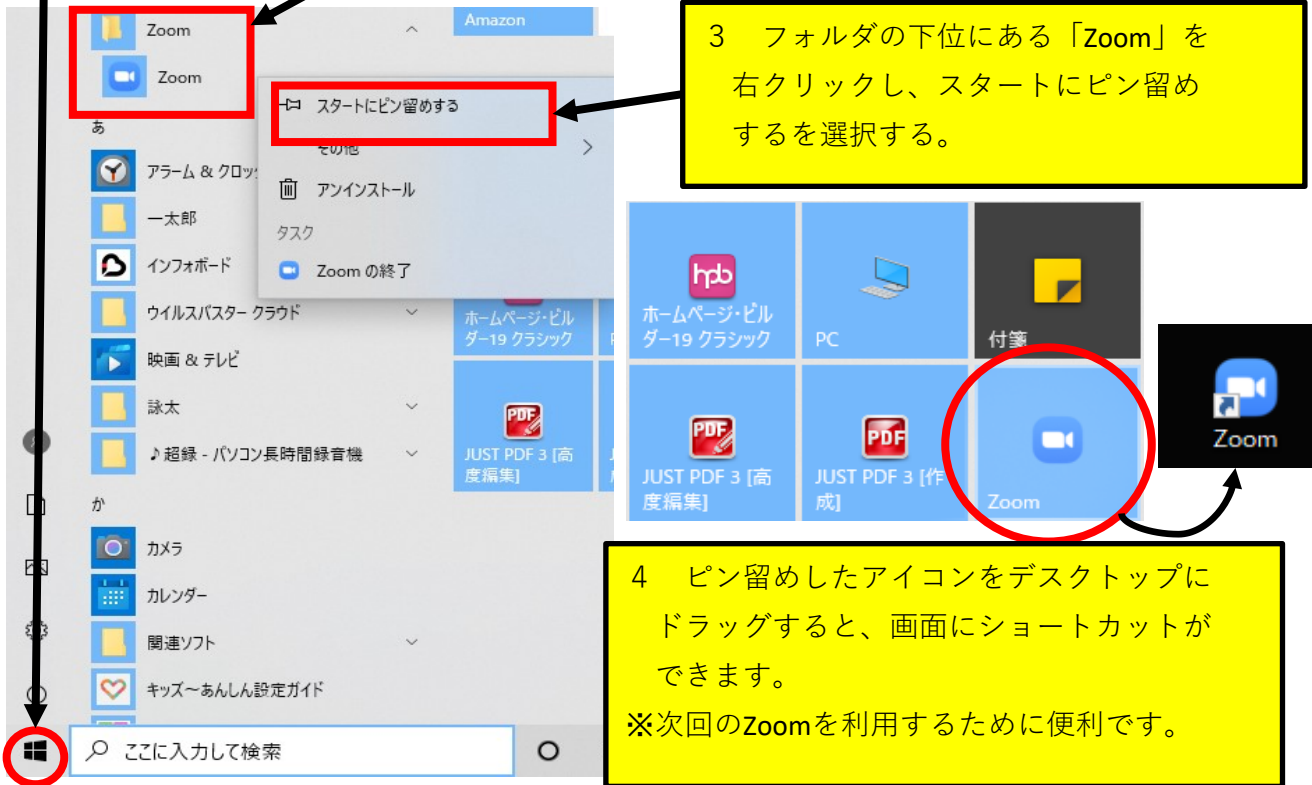 Zoom
Zoom
スタートにピン留めする
その他
アンインストール
タスク
Zoom の終了
あ
アラーム & クロッ
一太郎
インフォボード
ウイルスバスター クラウド
映画 & テレビ
詠太
♪超録 - パソコン長時間録音機
か
カメラ
カレンダー
関連ソフト
キッズ～あんしん設定ガイド
ここに入力して検索
Amazon
ホームページ・ビル
ダー19 クラシック
JUST PDF 3 [高
度編集]
3　フォルダの下位にある「Zoom」を
右クリックし、スタートにピン留め
するを選択する。
hpb
ホームページ・ビル
ダー19 クラシック
PC
付箋
PDF
JUST PDF 3 [高
度編集]
PDF
JUST PDF 3 [作
成]
Zoom
Zoom
4　ピン留めしたアイコンをデスクトップに
ドラッグすると、画面にショートカットが
できます。
※次回のZoomを利用するために便利です。